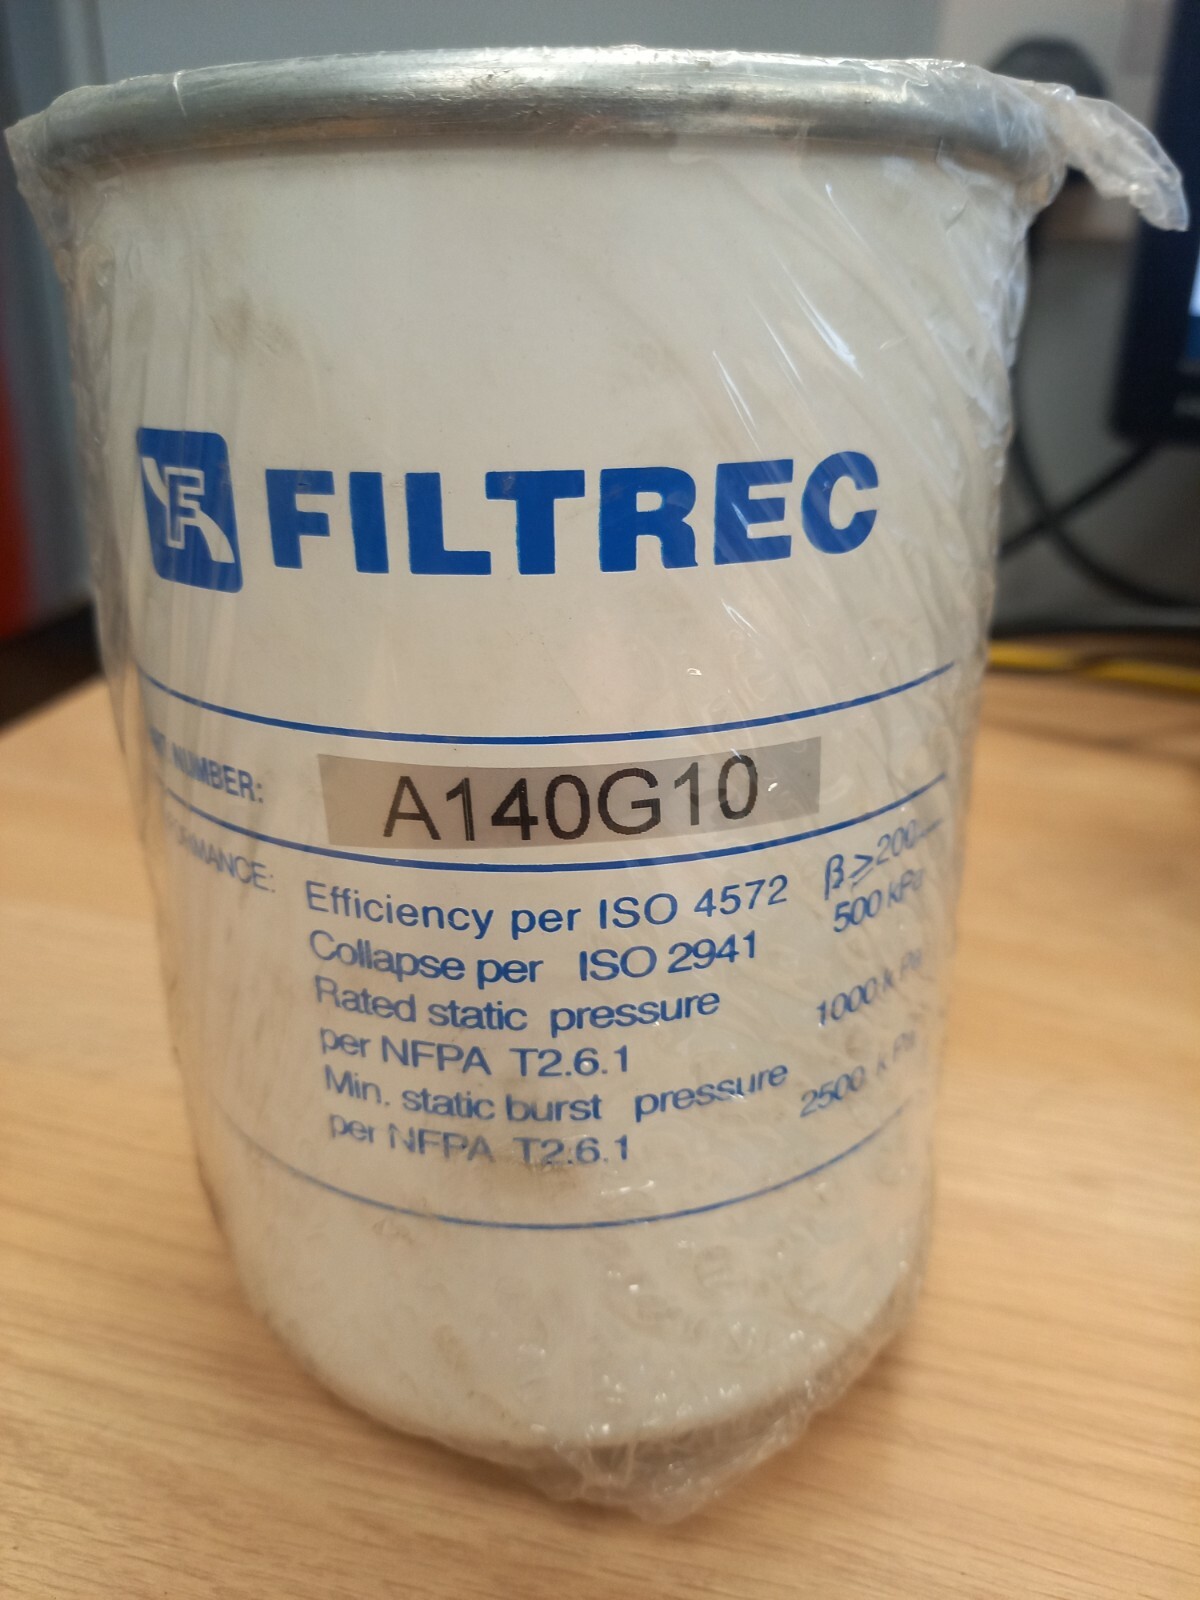 FILTREC
NUMBER: A140G10
Efficiency per ISO 4572 β≥200
Collapse per ISO 2941 500 kPa
Rated static pressure
per NFPA T2.6.1 1000 k Pa
Min. static burst pressure
per NFPA T2.6.1 2500 k Pa